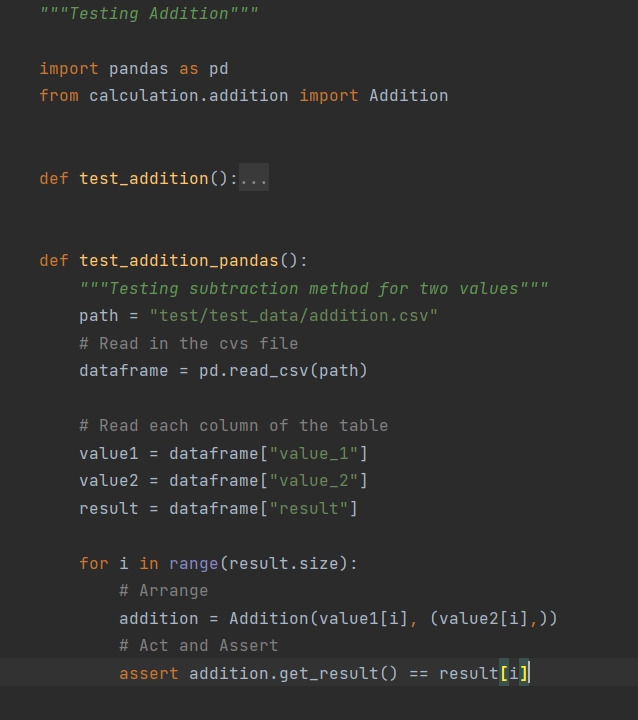 """Testing Addition"""
import pandas as pd
from calculation.addition import Addition
def test_addition():...
def test_addition_pandas():
"""Testing subtraction method for two values"""
path = "test/test_data/addition.csv"
# Read in the cvs file
dataframe = pd.read_csv(path)
# Read each column of the table
value1 = dataframe["value_1"]
value2 = dataframe["value_2"]
result = dataframe["result"]
for i in range(result.size):
# Arrange
addition = Addition(value1[i], (value2[i],))
# Act and Assert
assert addition.get_result() == result[i]